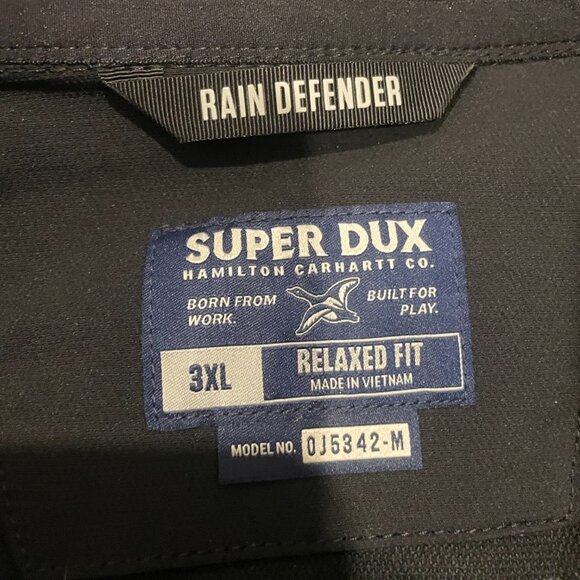 RAIN DEFENDER
SUPER DUX
HAMILTON CARHARTT CO.
BORN FROM WORK.
BUILT FOR PLAY.
3XL
RELAXED FIT
MADE IN VIETNAM
MODEL NO. OJ5342-M